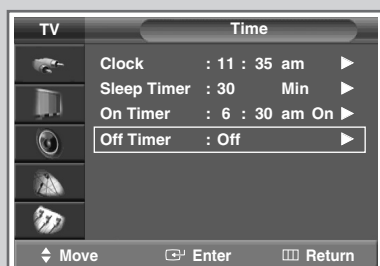 TV Time
Clock : 11 : 35 am
Sleep Timer : 30 Min
On Timer : 6 : 30 am On
Off Timer : Off
Move Enter Return